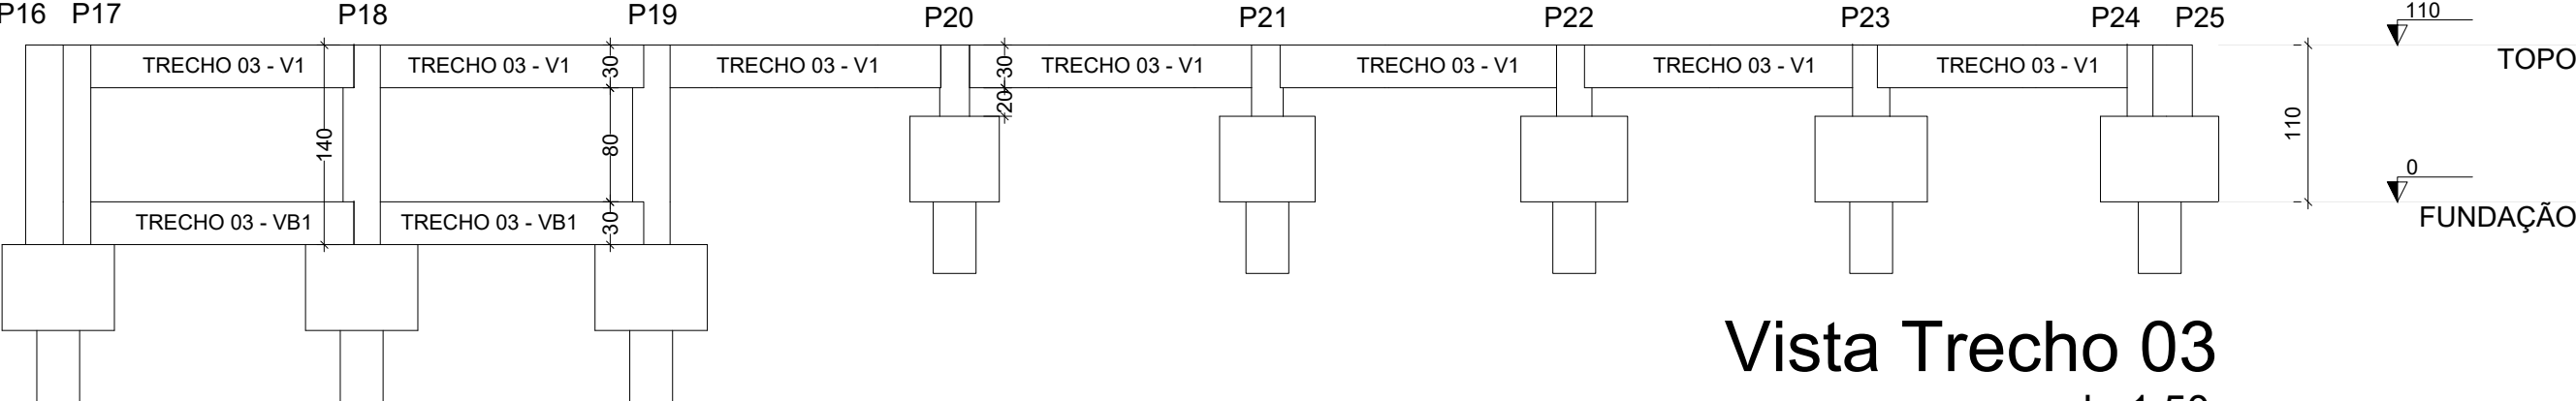 P16 P17 P18 P19 P20 P21 P22 P23 P24 P25
110
TOPO
TRECHO 03 - V1 TRECHO 03 - V1 TRECHO 03 - V1 TRECHO 03 - V1 TRECHO 03 - V1 TRECHO 03 - V1 TRECHO 03 - V1
30 30
20
140 80 110
0
FUNDAÇÃO
TRECHO 03 - VB1 TRECHO 03 - VB1
30
Vista Trecho 03